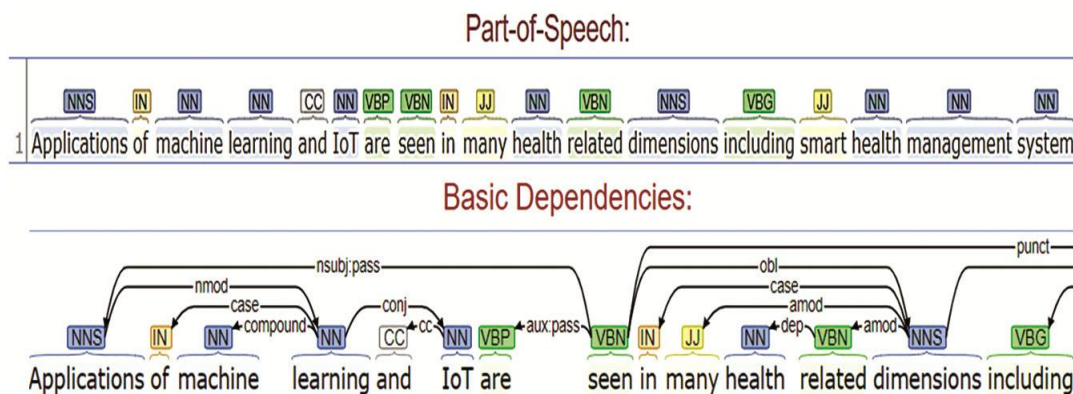 Part-of-Speech:
NNS IN NN NN CC NN VBP VBN IN JJ NN VBN NNS VBG JJ NN NN NN
1 Applications of machine learning and IoT are seen in many health related dimensions including smart health management system
Basic Dependencies:
punct
nsubj:pass obl
nmod case
case conj amod
NNS IN NN compound NN CC cc NN VBP aux:pass VBN IN JJ NN dep VBN amod NNS VBG
Applications of machine learning and IoT are seen in many health related dimensions including